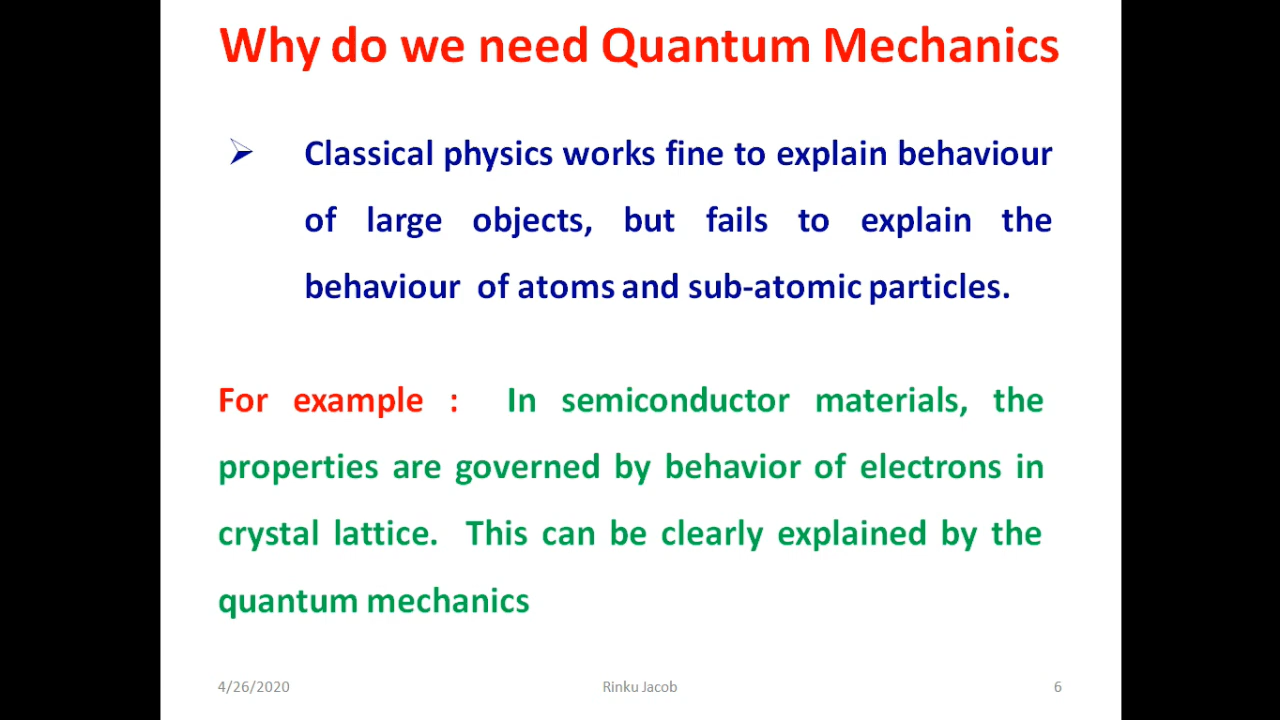 Why do we need Quantum Mechanics
Classical physics works fine to explain behaviour
of large objects, but fails to explain the
behaviour of atoms and sub-atomic particles.
For example : In semiconductor materials, the
properties are governed by behavior of electrons in
crystal lattice. This can be clearly explained by the
quantum mechanics
4/26/2020
Rinku Jacob
6